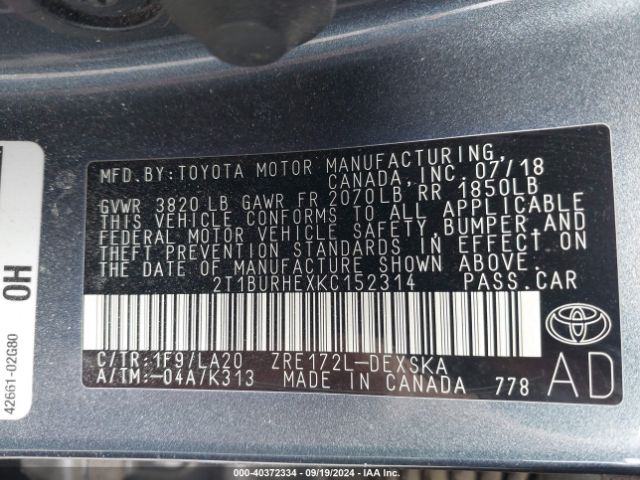 MFD. BY: TOYOTA MOTOR MANUFACTURING,
CANADA, INC. 07/18
GVWR 3820 LB GAWR FR 2070LB, RR 1850LB
THIS VEHICLE CONFORMS TO ALL APPLICABLE
FEDERAL MOTOR VEHICLE SAFETY, BUMPER, AND
THEFT PREVENTION STANDARDS IN EFFECT ON
THE DATE OF MANUFACTURE SHOWN ABOVE.
2T1BURHEXKC152314 PASS. CAR
C/TR: 1F9/LA20 ZRE172L-DEXSKA
A/TM: -04A/K313 MADE IN CANADA 778
AD
OH
42661-02G80
000-40372334 - 09/19/2024 - IAA Inc.